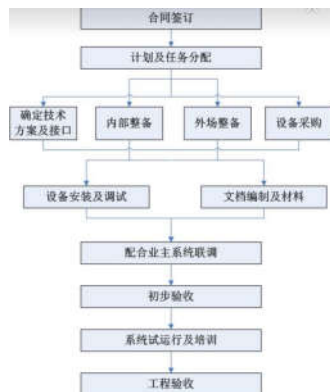 合同签订
计划及任务分配
确定技术
方案及接口
内部整备
外场整备
设备采购
设备安装及调试
文档编制及材料
配合业主系统联调
初步验收
系统试运行及培训
工程验收